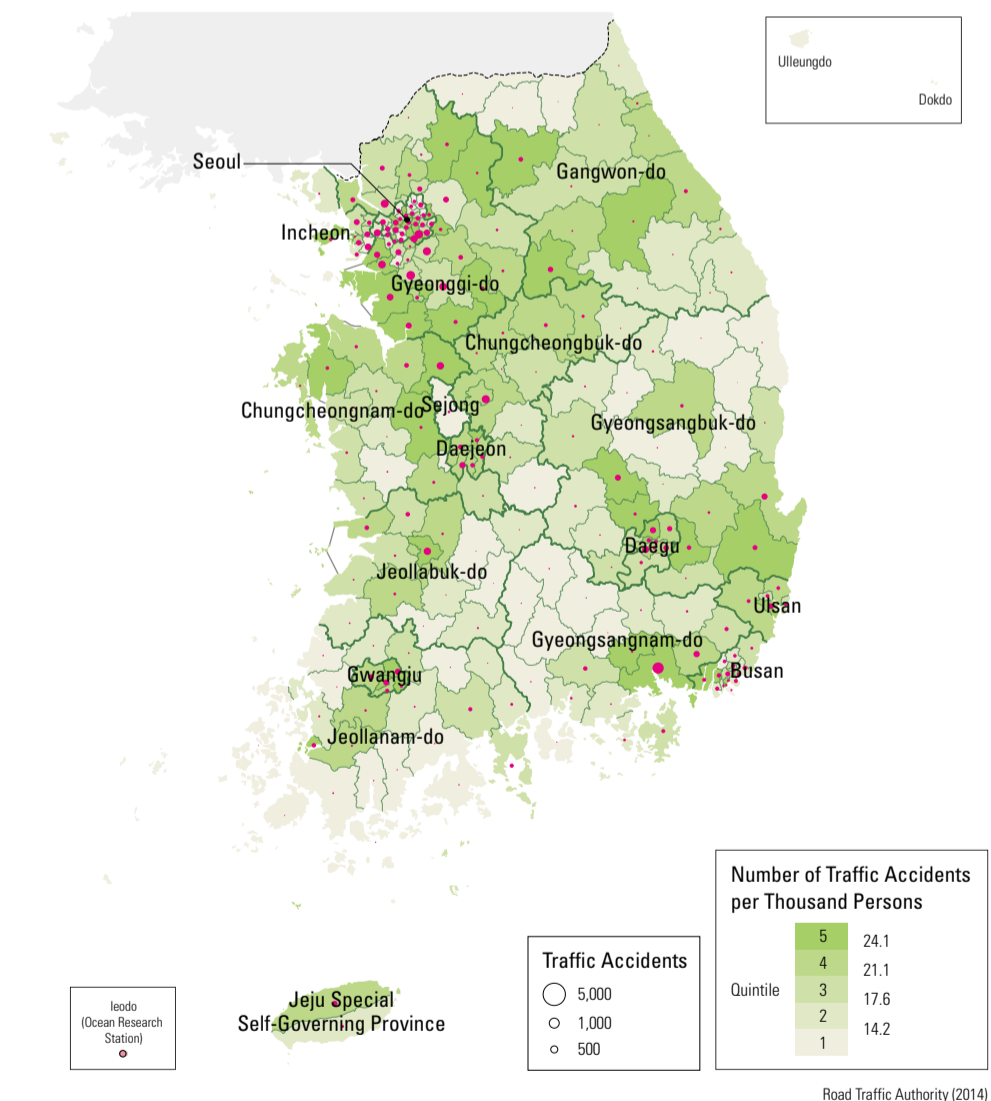 Ulleungdo
Dokdo
Seoul
Gangwon-do
Incheon
Gyeonggi-do
Chungcheongbuk-do
Chungcheongnam-do
Sejong
Gyeongsangbuk-do
Daejeon
Daegu
Jeollabuk-do
Ulsan
Gyeongsangnam-do
Gwangju
Busan
Jeollanam-do
Jeju Special
Self-Governing Province
Ieodo
(Ocean Research
Station)
Traffic Accidents
5,000
1,000
500
Number of Traffic Accidents
per Thousand Persons
Quintile
5
24.1
4
21.1
3
17.6
2
14.2
1
Road Traffic Authority (2014)